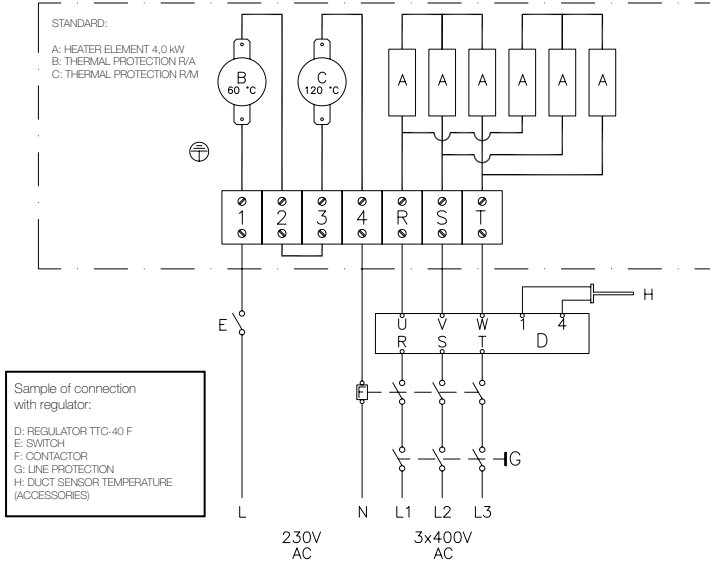 STANDARD:
A: HEATER ELEMENT 4,0 kW
B: THERMAL PROTECTION R/A
C: THERMAL PROTECTION R/M
B
60 °C
C
120 °C
A A A A A A
1 2 3 4 R S T
E
U V W 1 4
R S T D
H
F
G
Sample of connection
with regulator:
D: REGULATOR TTC-40 F
E: SWITCH
F: CONTACTOR
G: LINE PROTECTION
H: DUCT SENSOR TEMPERATURE
(ACCESSORIES)
L N L1 L2 L3
230V
AC
3x400V
AC